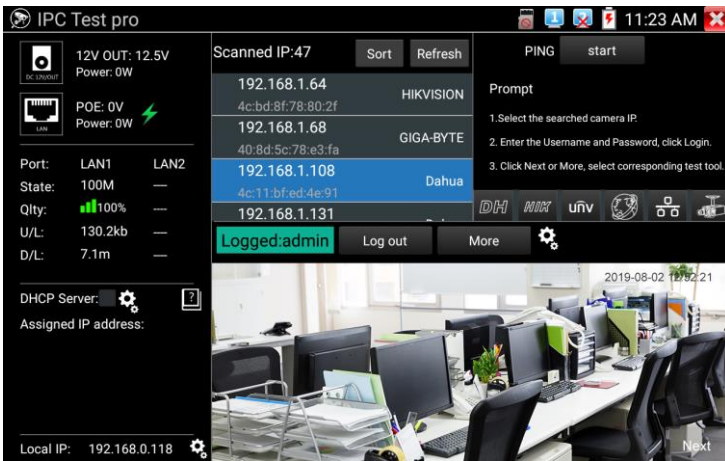 IPC Test pro
11:23 AM
DC 12V/OUT
12V OUT: 12.5V
Power: 0W
LAN
POE: 0V
Power: 0W
Port: LAN1 LAN2
State: 100M
Qlty: 100%
U/L: 130.2kb
D/L: 7.1m
DHCP Server:
Assigned IP address:
Local IP: 192.168.0.118
Scanned IP:47 Sort Refresh
192.168.1.64
HIKVISION
4c:bd:8f:78:80:2f
192.168.1.68
GIGA-BYTE
40:8d:5c:78:e3:fa
192.168.1.108
Dahua
4c:11:bf:ed:4e:91
192.168.1.131
PING start
Prompt
1.Select the searched camera IP.
2. Enter the Username and Password, click Login.
3. Click Next or More, select corresponding test tool.
DH HIK unv
Logged:admin Log out More
2019-08-02 12:52:21
Next